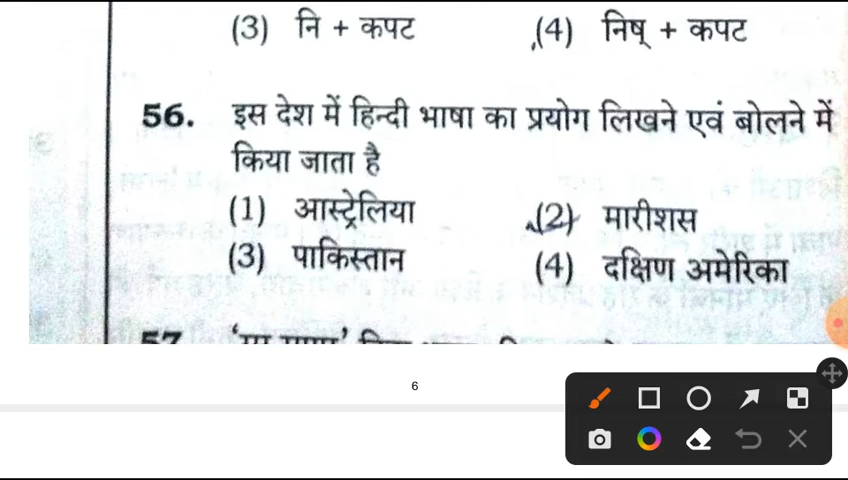 (3) नि + कपट (4) निष् + कपट
56. इस देश में हिन्दी भाषा का प्रयोग लिखने एवं बोलने में
किया जाता है
(1) आस्ट्रेलिया (2) मारीशस
(3) पाकिस्तान (4) दक्षिण अमेरिका
57
6